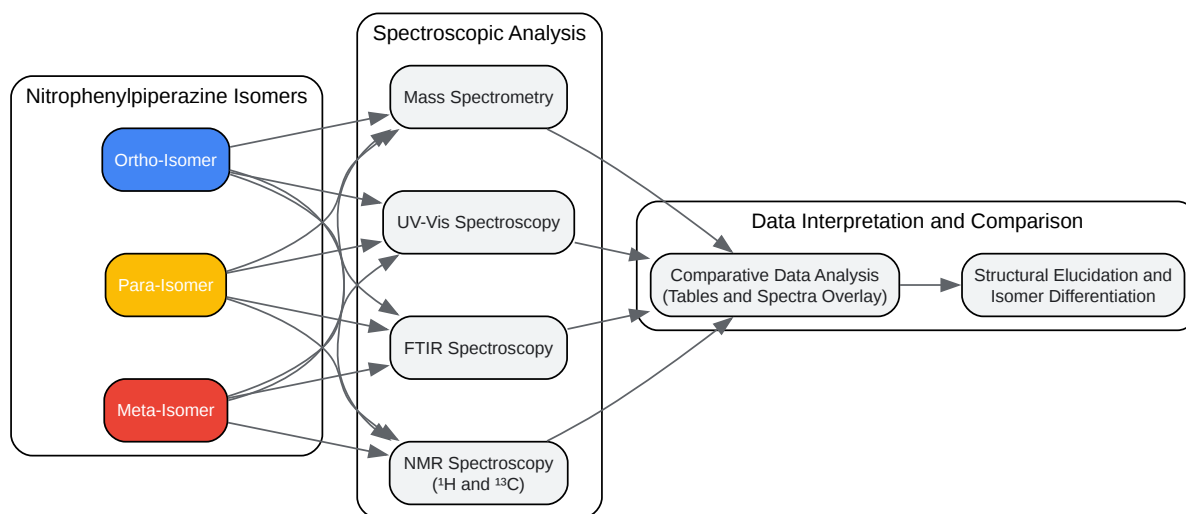 Nitrophenylpiperazine Isomers
Ortho-Isomer
Para-Isomer
Meta-Isomer
Spectroscopic Analysis
Mass Spectrometry
UV-Vis Spectroscopy
FTIR Spectroscopy
NMR Spectroscopy
(¹H and ¹³C)
Data Interpretation and Comparison
Comparative Data Analysis
(Tables and Spectra Overlay)
Structural Elucidation and
Isomer Differentiation